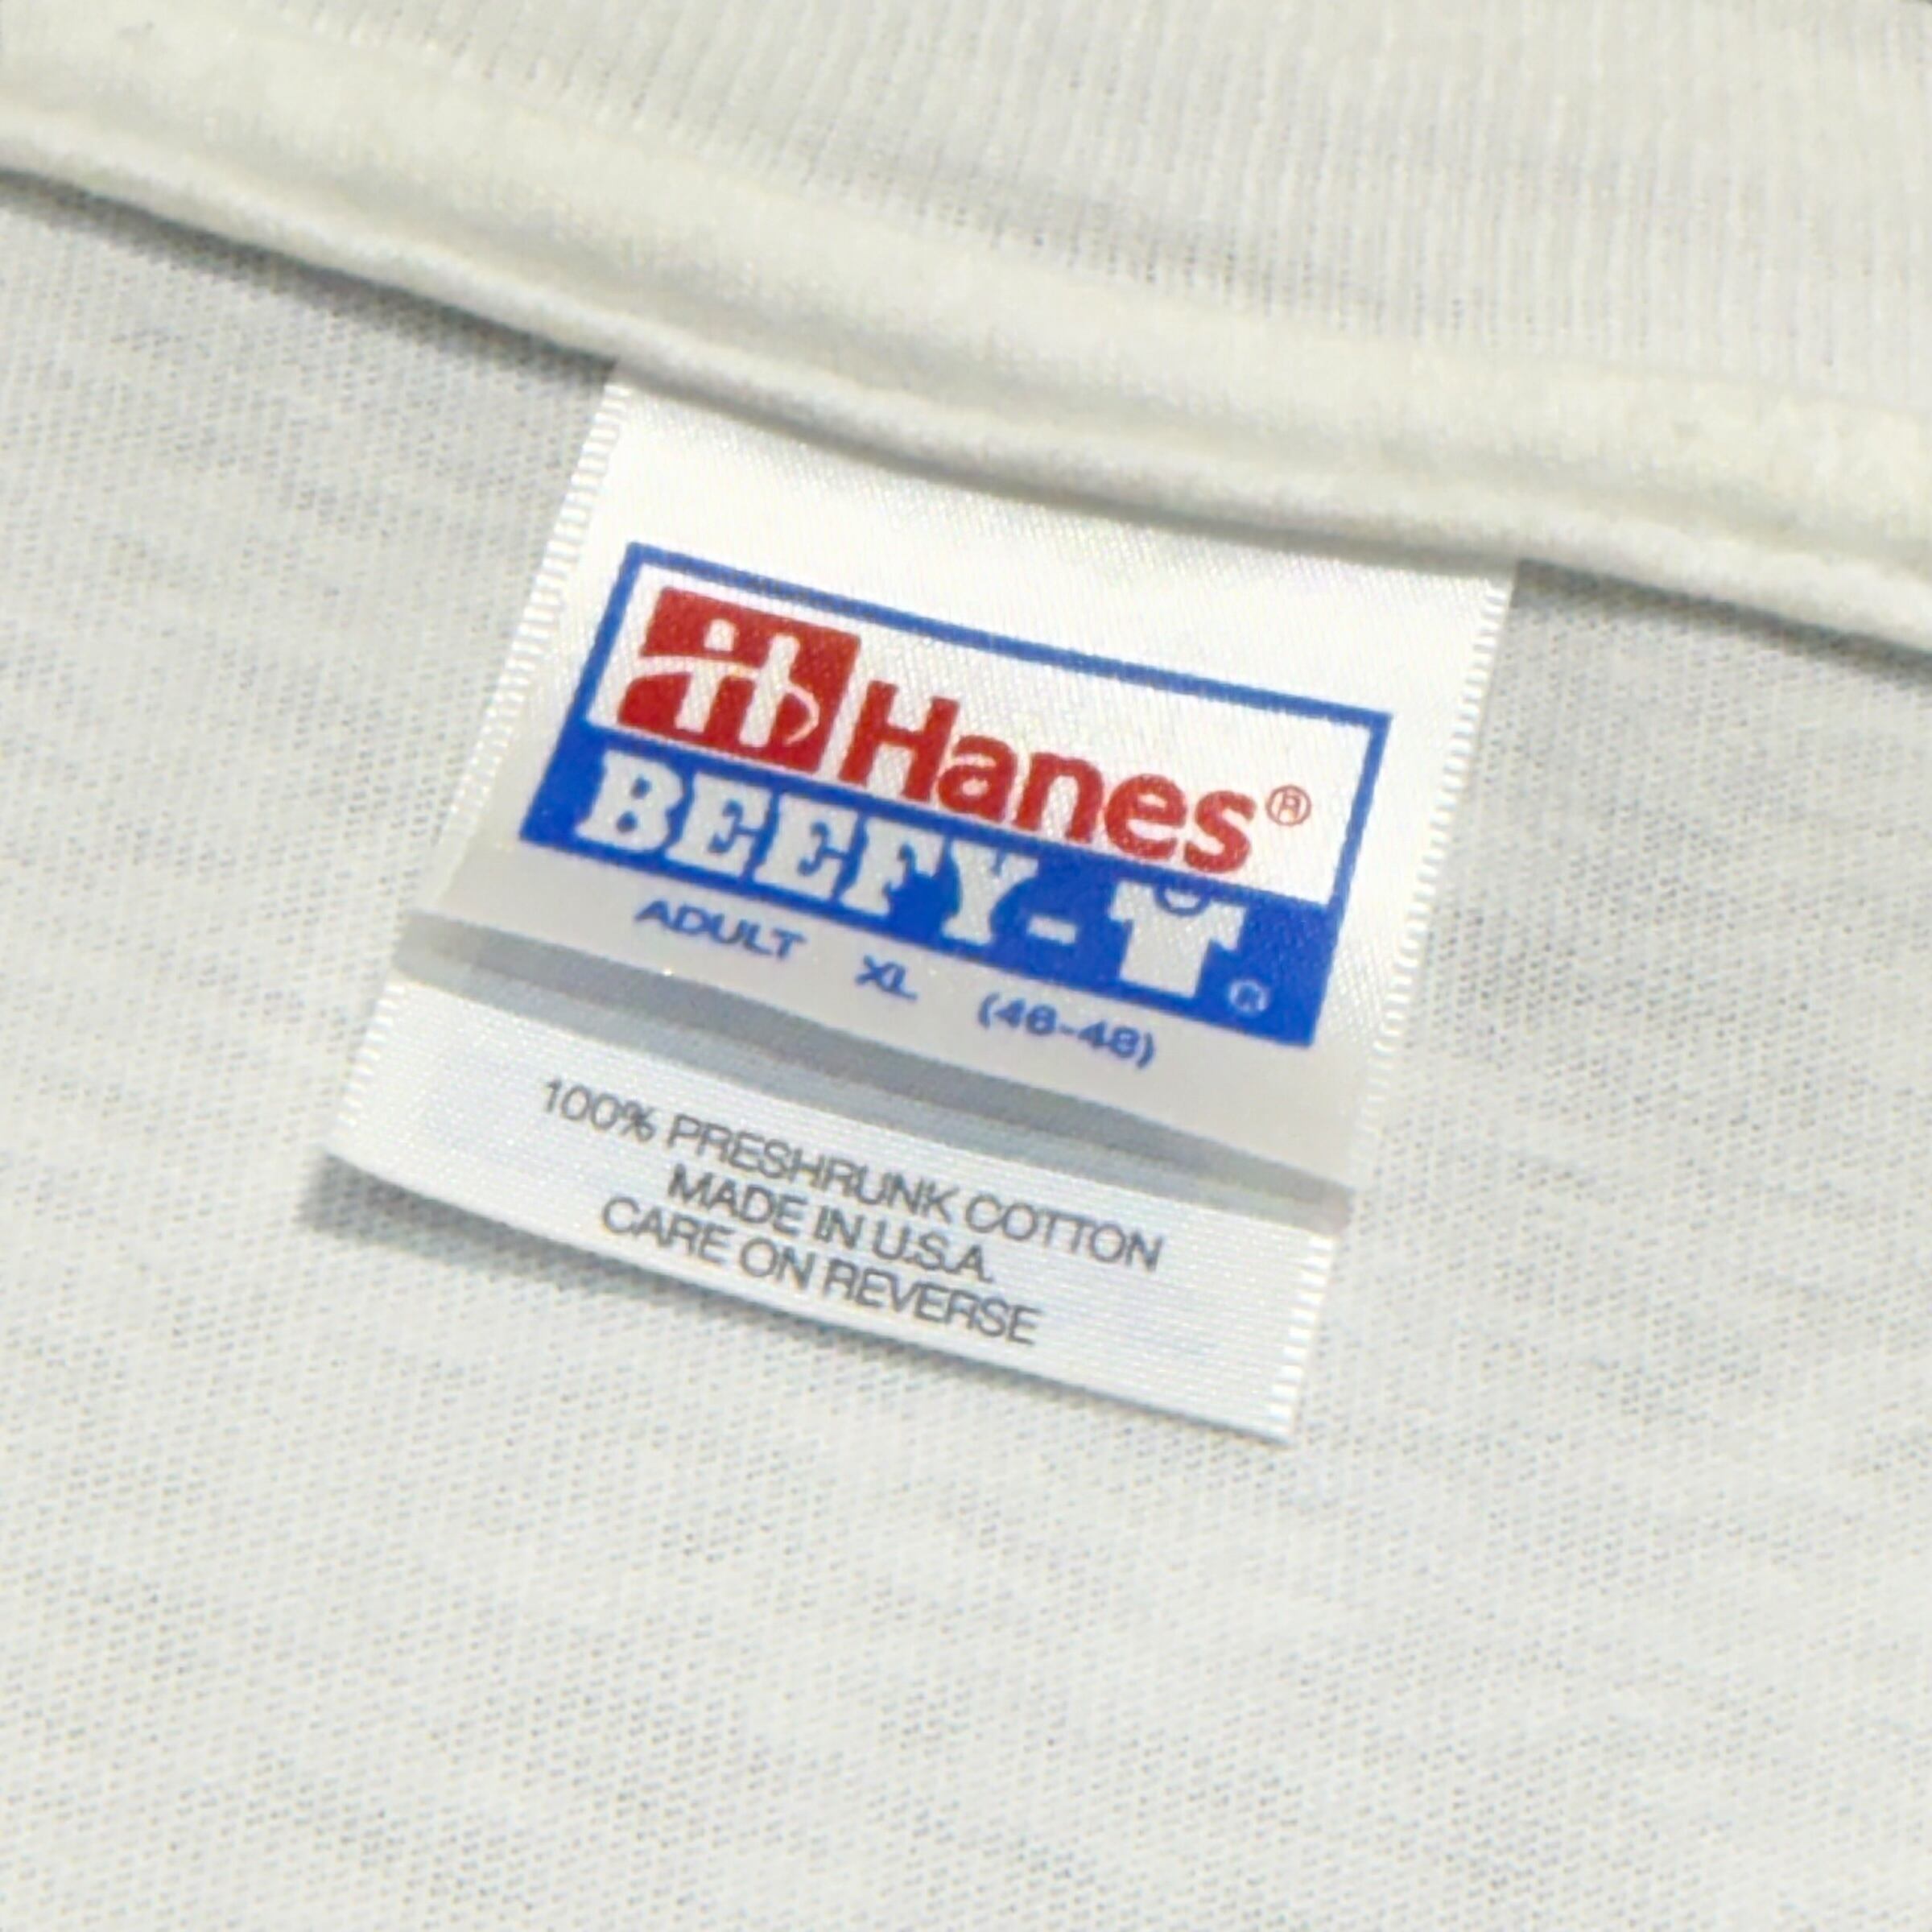 Hanes®
BEEFY-T®
ADULT XL (46-48)
100% PRESHRUNK COTTON
MADE IN U.S.A.
CARE ON REVERSE